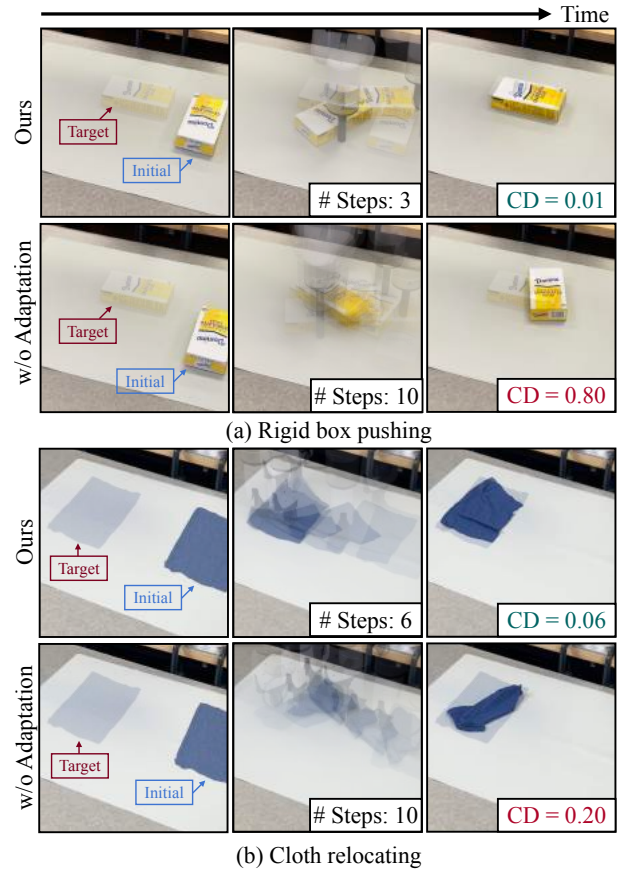 Time
Ours
Target
Initial
# Steps: 3
CD = 0.01
w/o Adaptation
Target
Initial
# Steps: 10
CD = 0.80
(a) Rigid box pushing
Ours
Target
Initial
# Steps: 6
CD = 0.06
w/o Adaptation
Target
Initial
# Steps: 10
CD = 0.20
(b) Cloth relocating